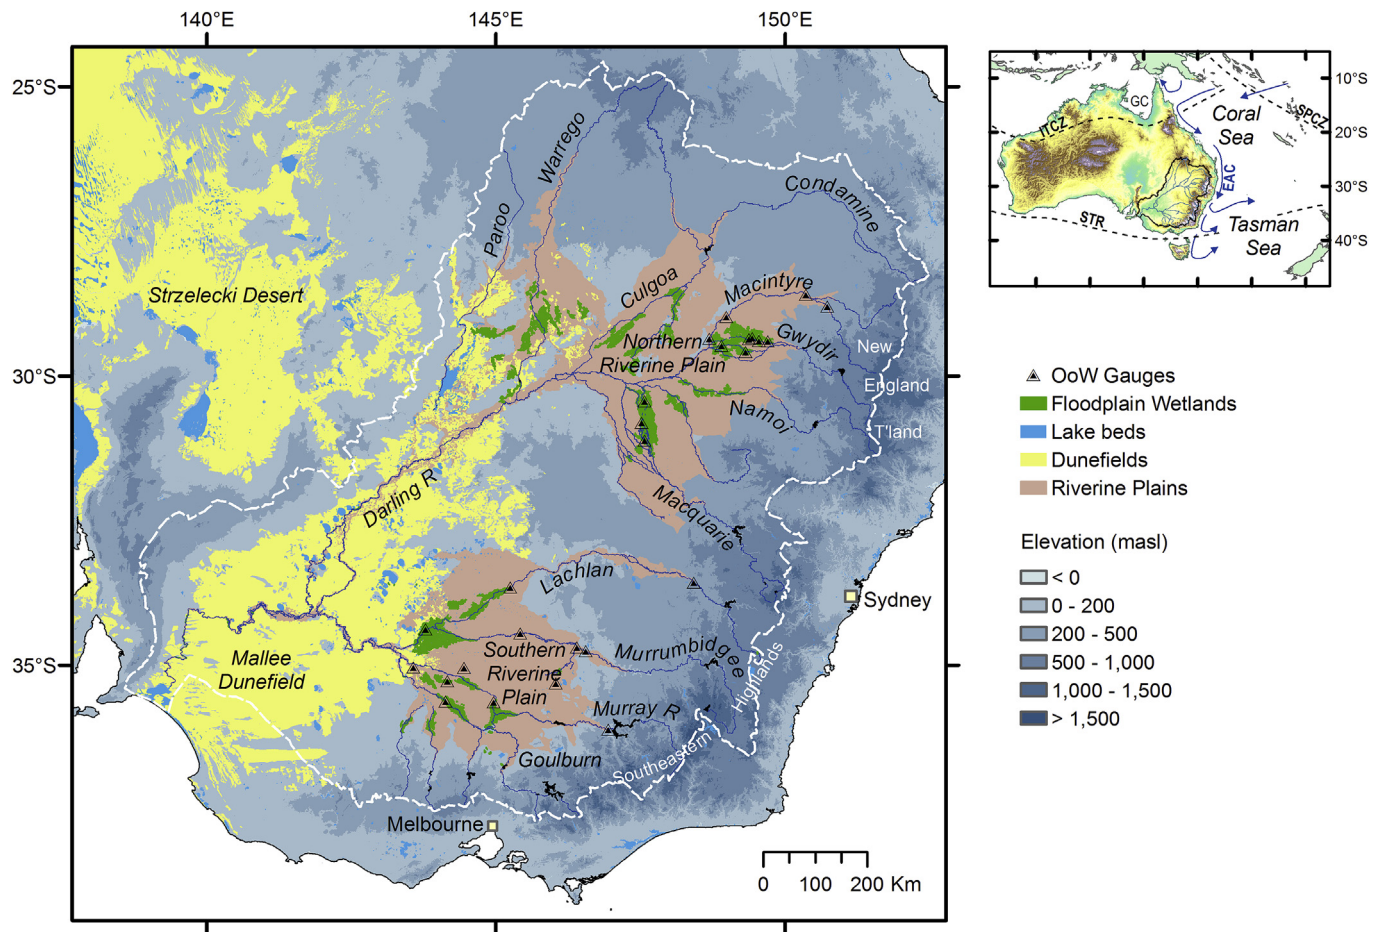 140°E
145°E
150°E
25°S
30°S
35°S
Warrego
Paroo
Condamine
Strzelecki Desert
Culgoa
Macintyre
Gwydir
Northern
Riverine Plain
New
England
T'land
Namoi
Darling R
Macquarie
Lachlan
Sydney
Murrumbidgee
Southern
Riverine
Plain
Mallee
Dunefield
Highlands
Murray R
Southeastern
Goulburn
Melbourne
0 100 200 Km
10°S
20°S
30°S
40°S
GC
Coral
Sea
SPCZ
ITCZ
EAC
STR
Tasman
Sea
OoW Gauges
Floodplain Wetlands
Lake beds
Dunefields
Riverine Plains
Elevation (masl)
< 0
0 - 200
200 - 500
500 - 1,000
1,000 - 1,500
> 1,500